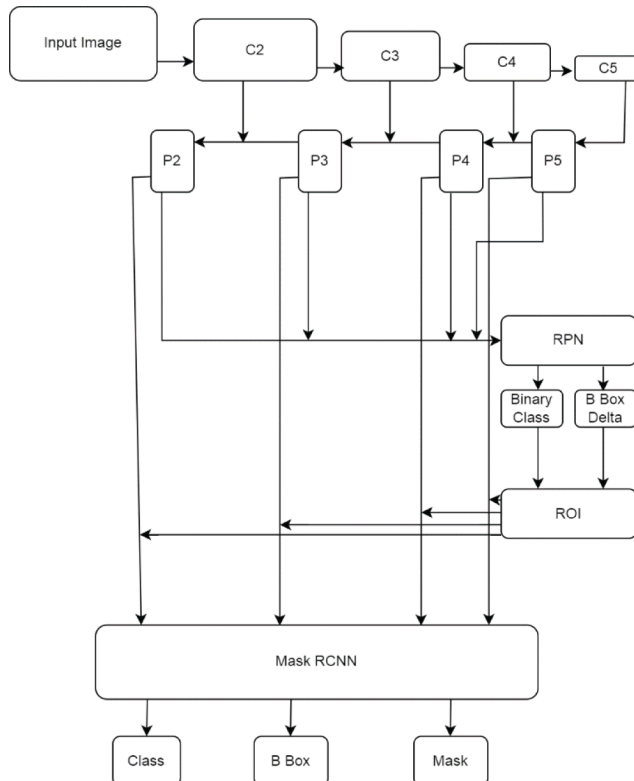 Input Image
C2
C3
C4
C5
P2
P3
P4
P5
RPN
Binary
Class
B Box
Delta
ROI
Mask RCNN
Class
B Box
Mask